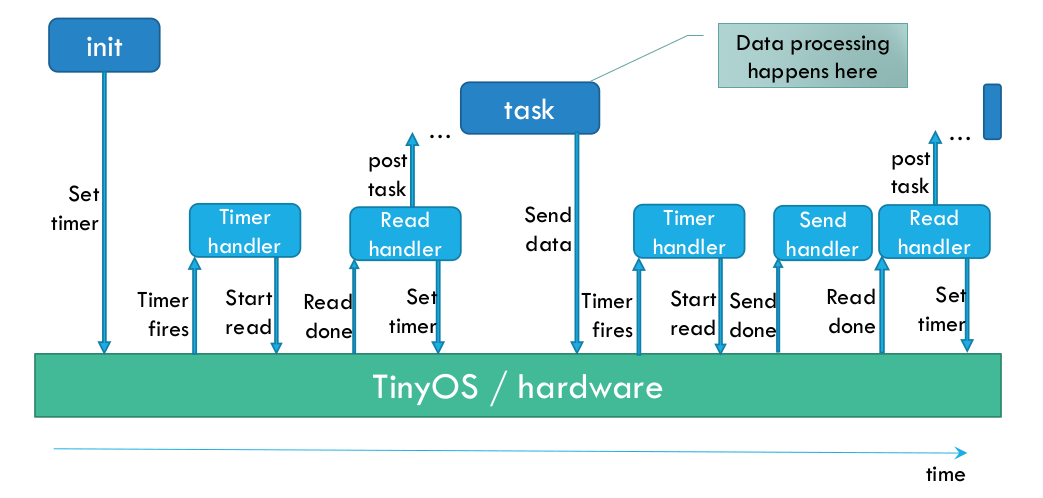 init
Data processing
happens here
task
...
...
post
task
post
task
Set
timer
Timer
handler
Read
handler
Send
data
Timer
handler
Send
handler
Read
handler
Timer
fires
Start
read
Read
done
Set
timer
Timer
fires
Start
read
Send
done
Read
done
Set
timer
TinyOS / hardware
time